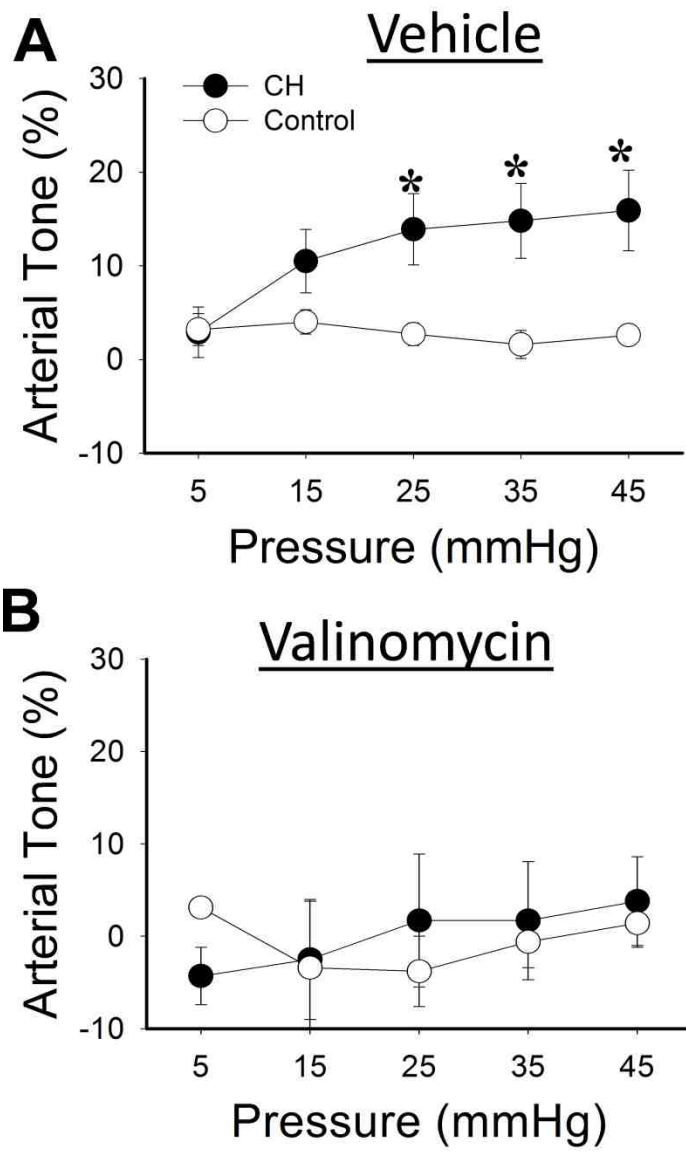 A
Vehicle
30
20
10
0
-10
CH
Control
*
*
*
Arterial Tone (%)
5 15 25 35 45
Pressure (mmHg)
B
Valinomycin
30
20
10
0
-10
Arterial Tone (%)
5 15 25 35 45
Pressure (mmHg)